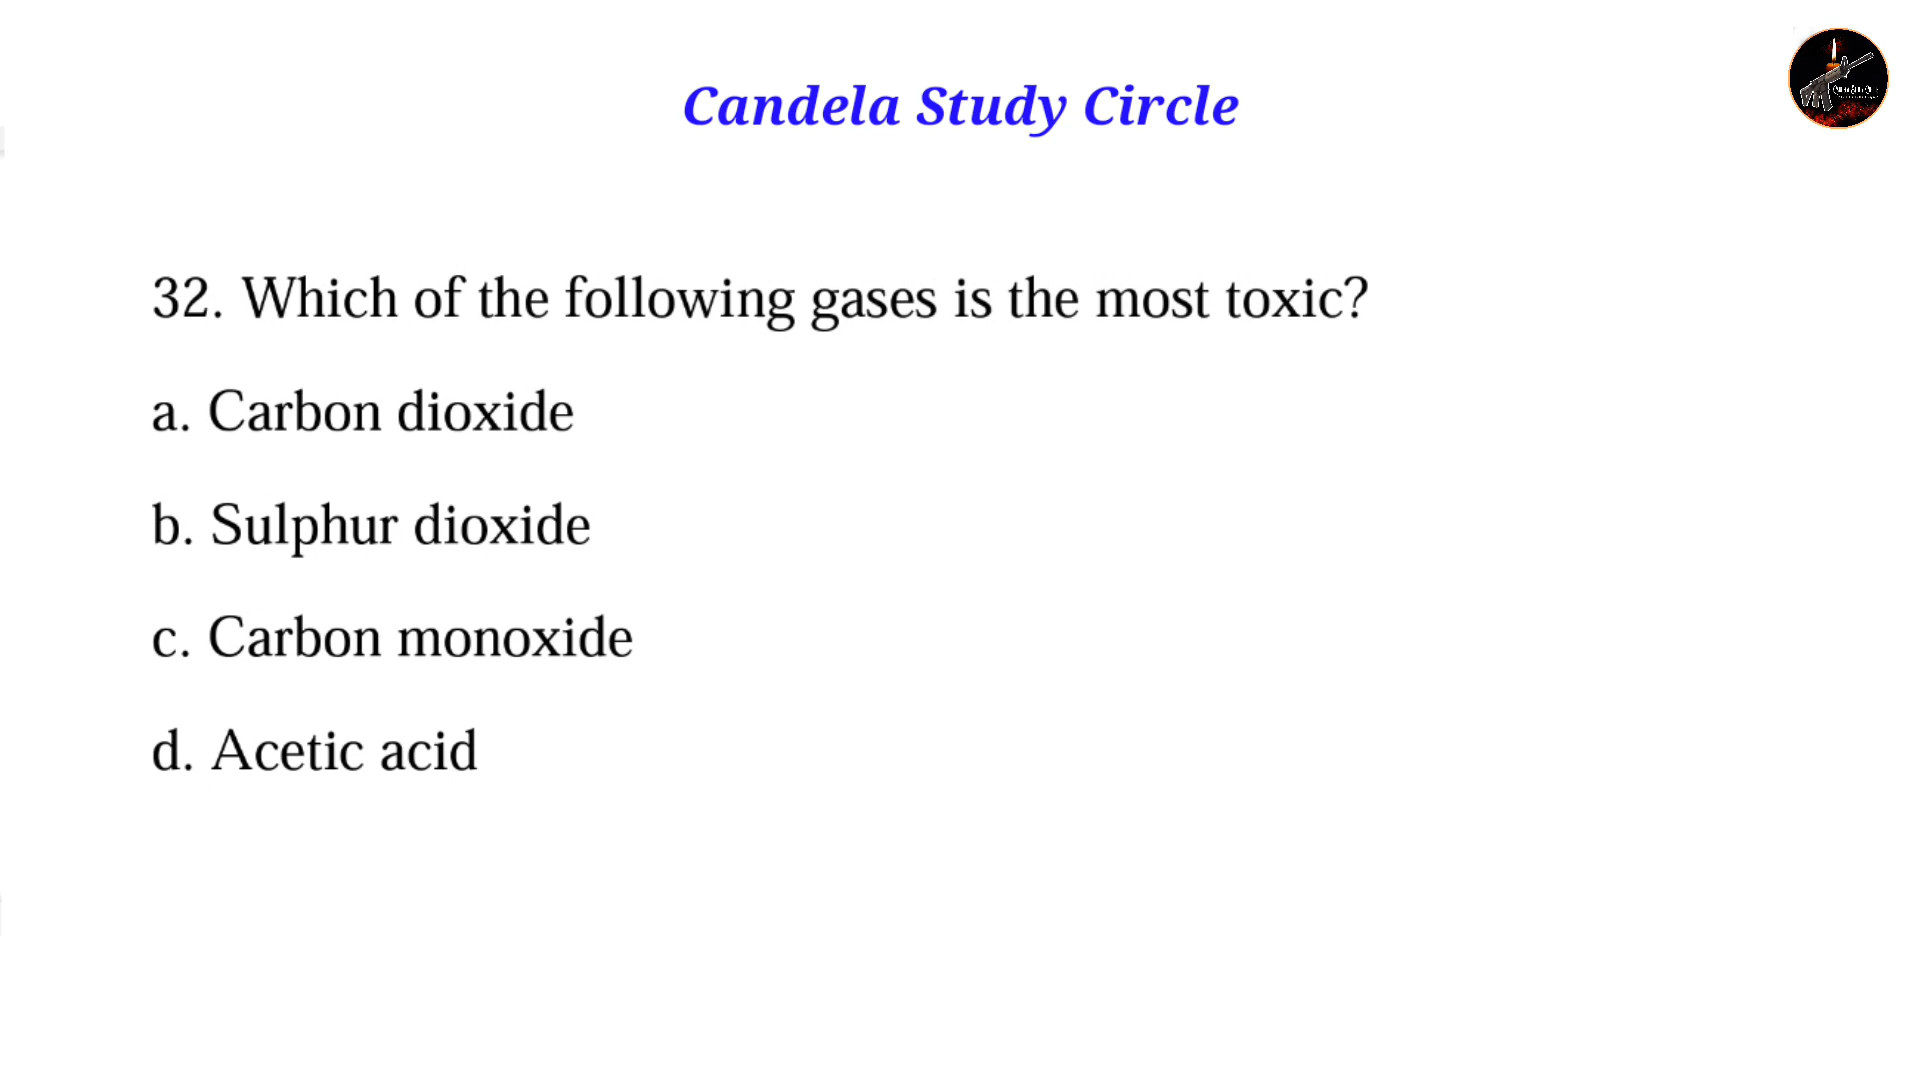 Candela Study Circle
32. Which of the following gases is the most toxic?
a. Carbon dioxide
b. Sulphur dioxide
c. Carbon monoxide
d. Acetic acid